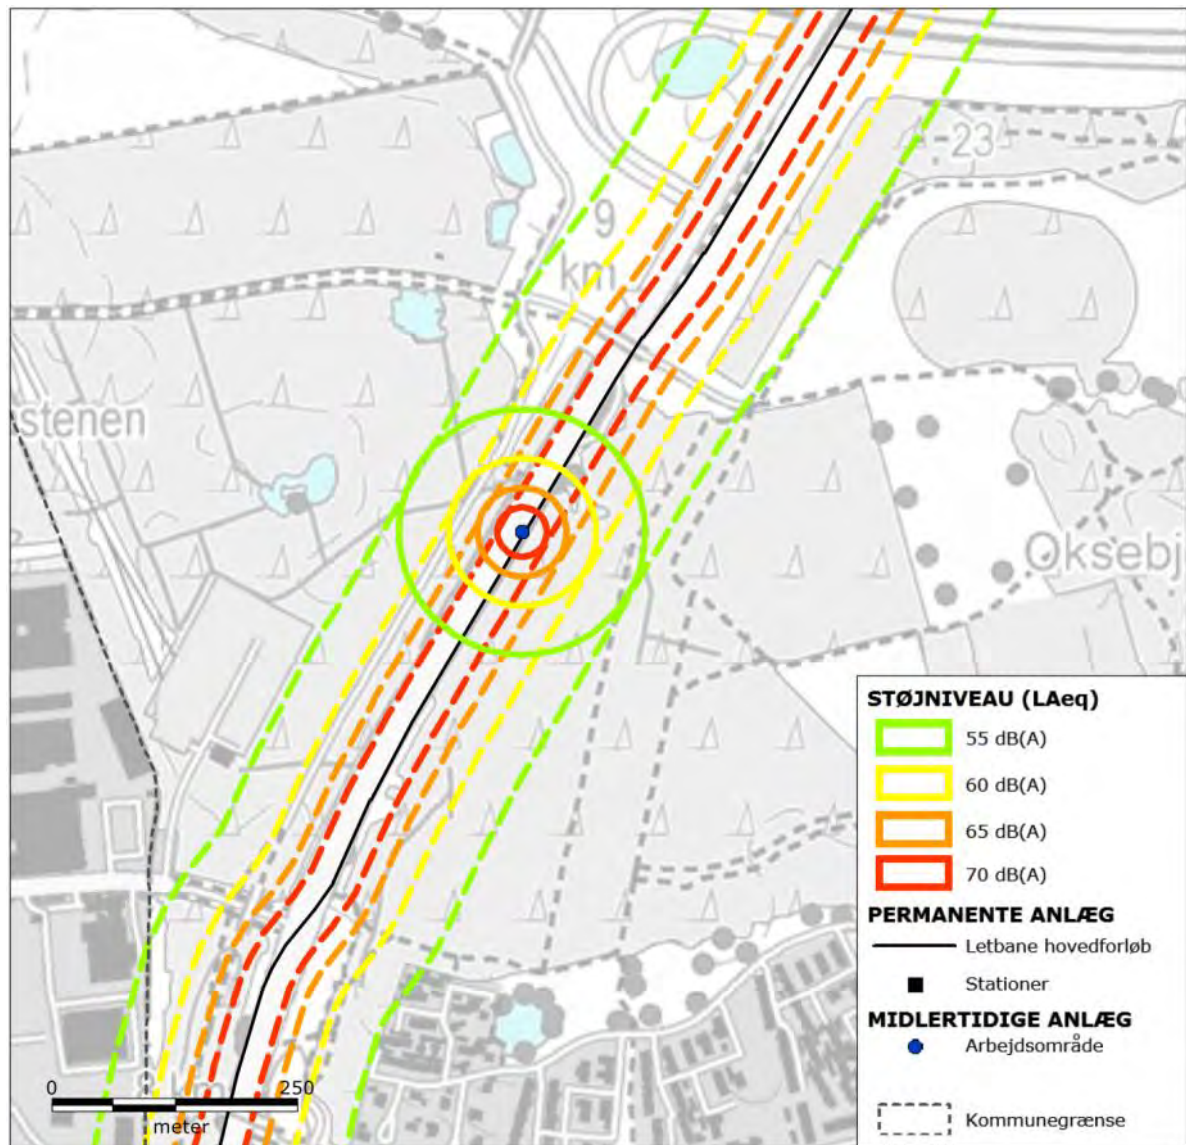 23
9
km
stenen
Oksebj
STØJNIVEAU (LAeq)
55 dB(A)
60 dB(A)
65 dB(A)
70 dB(A)
PERMANENTE ANLÆG
Letbane hovedforløb
Stationer
MIDLERTIDIGE ANLÆG
Arbejdsområde
Kommunegrænse
0 250
km
meter